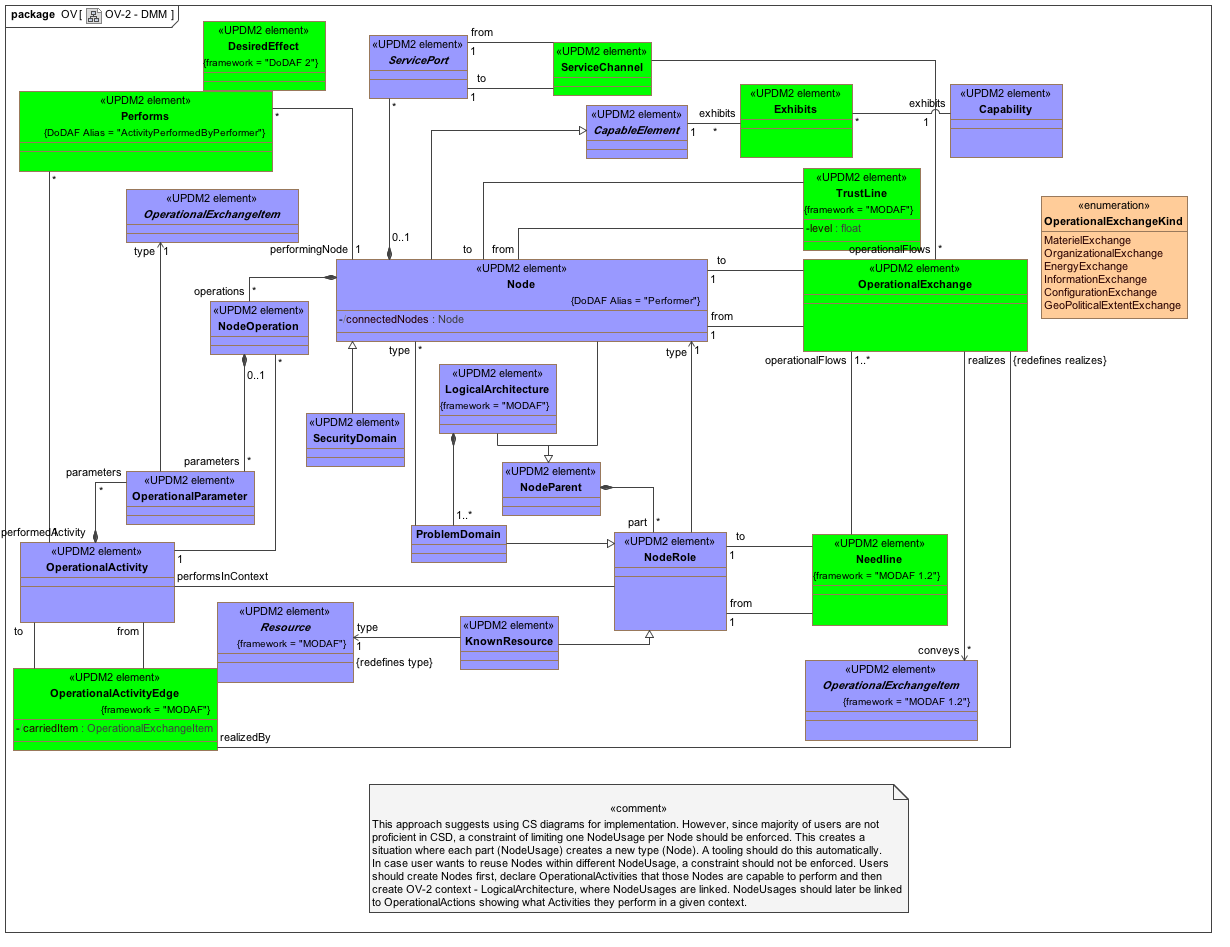 package OV[ OV-2 - DMM ]
«UPDM2 element»
DesiredEffect
{framework = "DoDAF 2"}
«UPDM2 element»
ServicePort
from
1
to
1
*
«UPDM2 element»
ServiceChannel
«UPDM2 element»
Performs
{DoDAF Alias = "ActivityPerformedByPerformer"}
*
*
«UPDM2 element»
CapableElement
exhibits
1
*
«UPDM2 element»
Exhibits
*
exhibits
1
«UPDM2 element»
Capability
«UPDM2 element»
OperationalExchangeItem
type
1
«UPDM2 element»
TrustLine
{framework = "MODAF"}
-level : float
«enumeration»
OperationalExchangeKind
MaterielExchange
OrganizationalExchange
EnergyExchange
InformationExchange
ConfigurationExchange
GeoPoliticalExtentExchange
performingNode
1
0..1
to
from
operationalFlows
*
«UPDM2 element»
Node
{DoDAF Alias = "Performer"}
- connectedNodes : Node
to
1
from
1
«UPDM2 element»
OperationalExchange
operations
*
«UPDM2 element»
NodeOperation
0..1
*
type
*
type
1
operationalFlows
1..*
realizes
{redefines realizes}
«UPDM2 element»
LogicalArchitecture
{framework = "MODAF"}
«UPDM2 element»
SecurityDomain
parameters
*
parameters
*
«UPDM2 element»
OperationalParameter
«UPDM2 element»
NodeParent
1..*
part
*
ProblemDomain
performedActivity
«UPDM2 element»
OperationalActivity
1
performsInContext
«UPDM2 element»
NodeRole
to
1
from
1
«UPDM2 element»
Needline
{framework = "MODAF 1.2"}
to
from
«UPDM2 element»
Resource
{framework = "MODAF"}
type
1
{redefines type}
«UPDM2 element»
KnownResource
conveys
*
«UPDM2 element»
OperationalExchangeItem
{framework = "MODAF 1.2"}
«UPDM2 element»
OperationalActivityEdge
{framework = "MODAF"}
- carriedItem : OperationalExchangeItem
realizedBy
«comment»
This approach suggests using CS diagrams for implementation. However, since majority of users are not
proficient in CSD, a constraint of limiting one NodeUsage per Node should be enforced. This creates a
situation where each part (NodeUsage) creates a new type (Node). A tooling should do this automatically.
In case user wants to reuse Nodes within different NodeUsage, a constraint should not be enforced. Users
should create Nodes first, declare OperationalActivities that those Nodes are capable to perform and then
create OV-2 context - LogicalArchitecture, where NodeUsages are linked. NodeUsages should later be linked
to OperationalActions showing what Activities they perform in a given context.